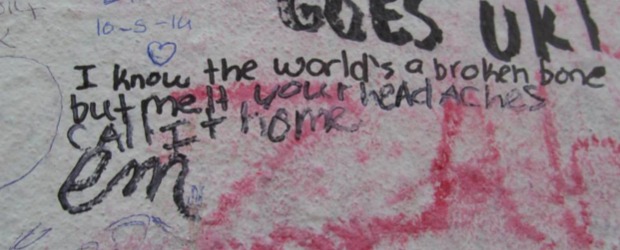 GOES UK!
10-5-14
I know the world's a broken bone
but melt your headaches
CAll It home
em